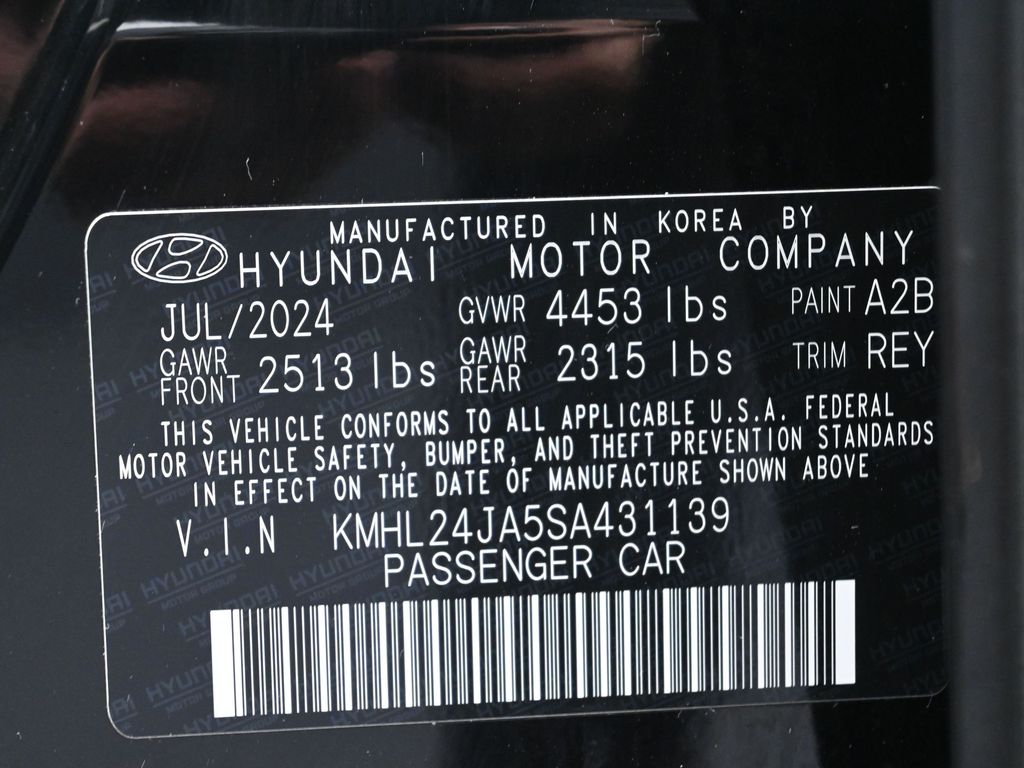 MANUFACTURED IN KOREA BY
HYUNDAI MOTOR COMPANY
JUL/2024 GVWR 4453 lbs PAINT A2B
GAWR FRONT 2513 lbs GAWR REAR 2315 lbs TRIM REY
THIS VEHICLE CONFORMS TO ALL APPLICABLE U.S.A. FEDERAL
MOTOR VEHICLE SAFETY, BUMPER, AND THEFT PREVENTION STANDARDS
IN EFFECT ON THE DATE OF MANUFACTURE SHOWN ABOVE
V.I.N KMHL24JA5SA431139
PASSENGER CAR